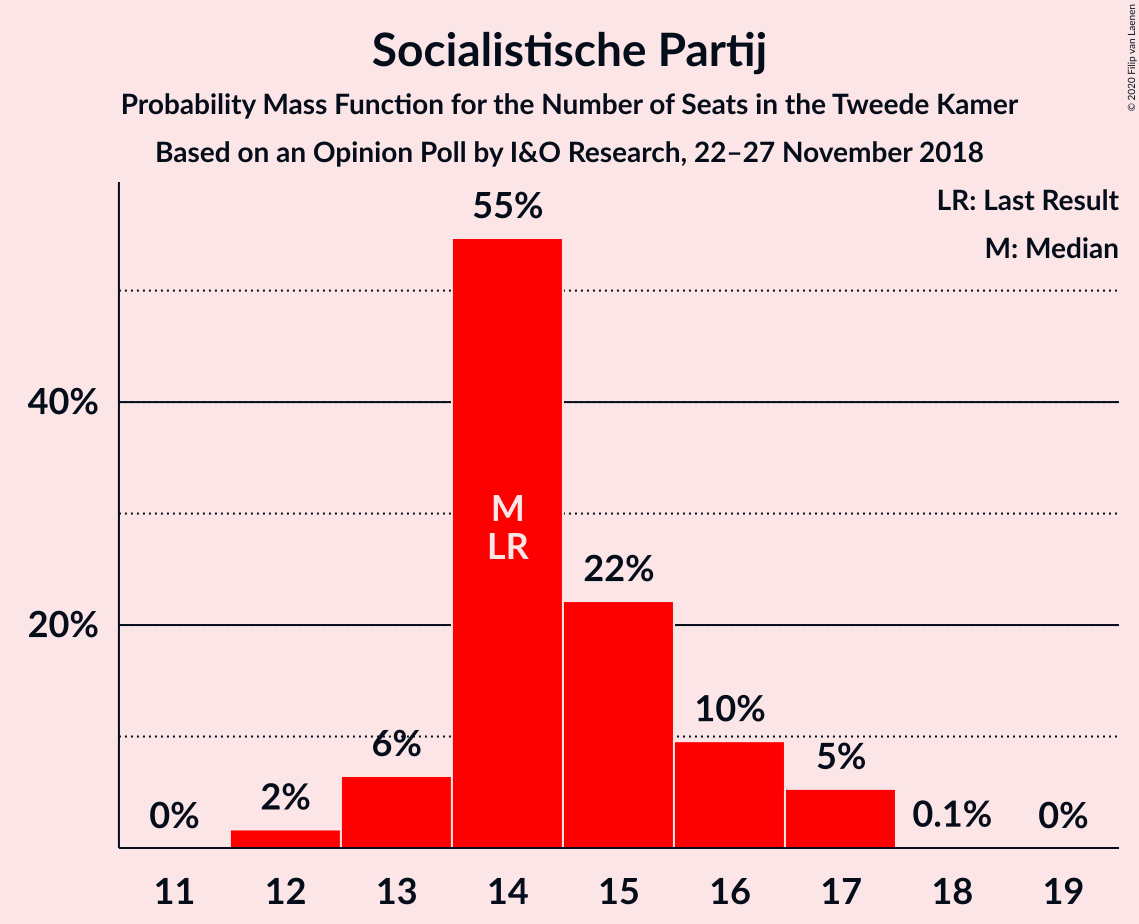 Socialistische Partij
Probability Mass Function for the Number of Seats in the Tweede Kamer
Based on an Opinion Poll by I&O Research, 22–27 November 2018
© 2020 Filip van Laenen
LR: Last Result
M: Median
55%
40%
M
LR
22%
20%
10%
6%
5%
2%
0%
0.1%
0%
11 12 13 14 15 16 17 18 19